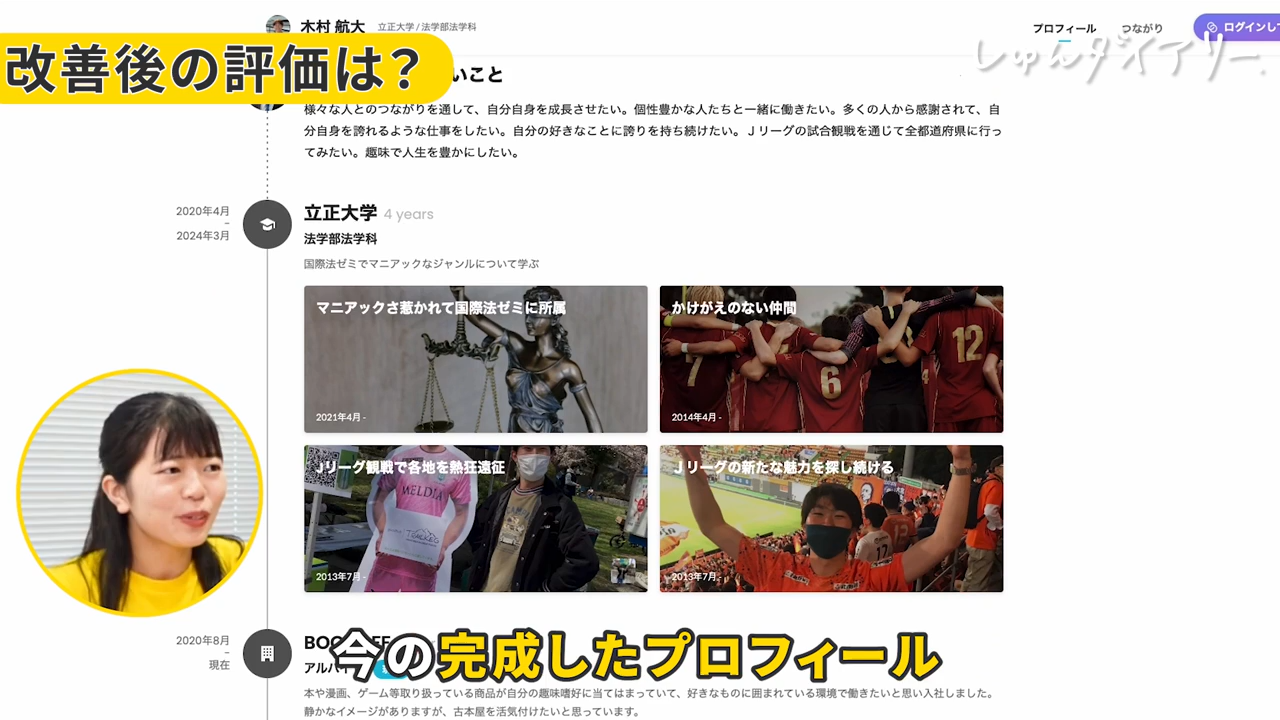 木村 航大 立正大学 / 法学部法学科
プロフィール つながり ログインして
しゅんダイアリー
改善後の評価は？
いこと
様々な人とのつながりを通して、自分自身を成長させたい。個性豊かな人たちと一緒に働きたい。多くの人から感謝されて、自
分自身を誇れるような仕事をしたい。自分の好きなことに誇りを持ち続けたい。Ｊリーグの試合観戦を通じて全都道府県に行っ
てみたい。趣味で人生を豊かにしたい。
2020年4月
-
2024年3月
立正大学 4 years
法学部法学科
国際法ゼミでマニアックなジャンルについて学ぶ
マニアックさ惹かれて国際法ゼミに所属
2021年4月 -
かけがえのない仲間
2014年4月 -
7
6
4
12
Jリーグ観戦で各地を熱狂遠征
MELDIA
2013年7月 -
Ｊリーグの新たな魅力を探し続ける
17
2013年7月 -
2020年8月
-
現在
BOO
アルバイ
今の完成したプロフィール
本や漫画、ゲーム等取り扱っている商品が自分の趣味嗜好に当てはまっていて、好きなものに囲まれている環境で働きたいと思い入社しました。
静かなイメージがありますが、古本屋を活気付けたいと思っています。